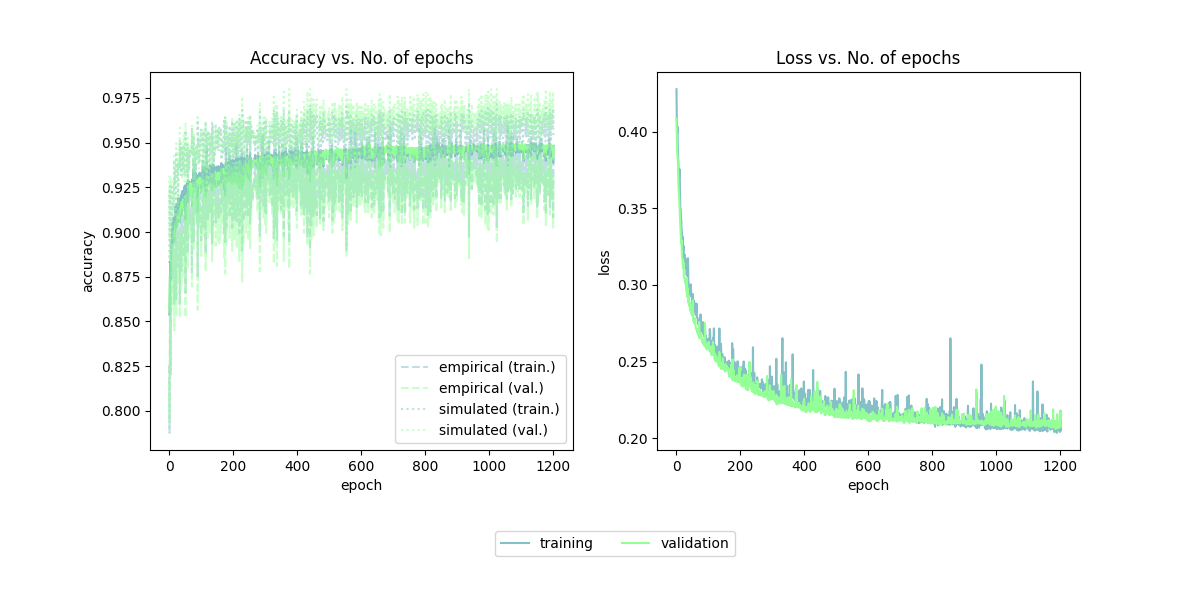 Accuracy vs. No. of epochs
accuracy
0.975
0.950
0.925
0.900
0.875
0.850
0.825
0.800
0 200 400 600 800 1000 1200
epoch
empirical (train.)
empirical (val.)
simulated (train.)
simulated (val.)
Loss vs. No. of epochs
loss
0.40
0.35
0.30
0.25
0.20
0 200 400 600 800 1000 1200
epoch
training validation